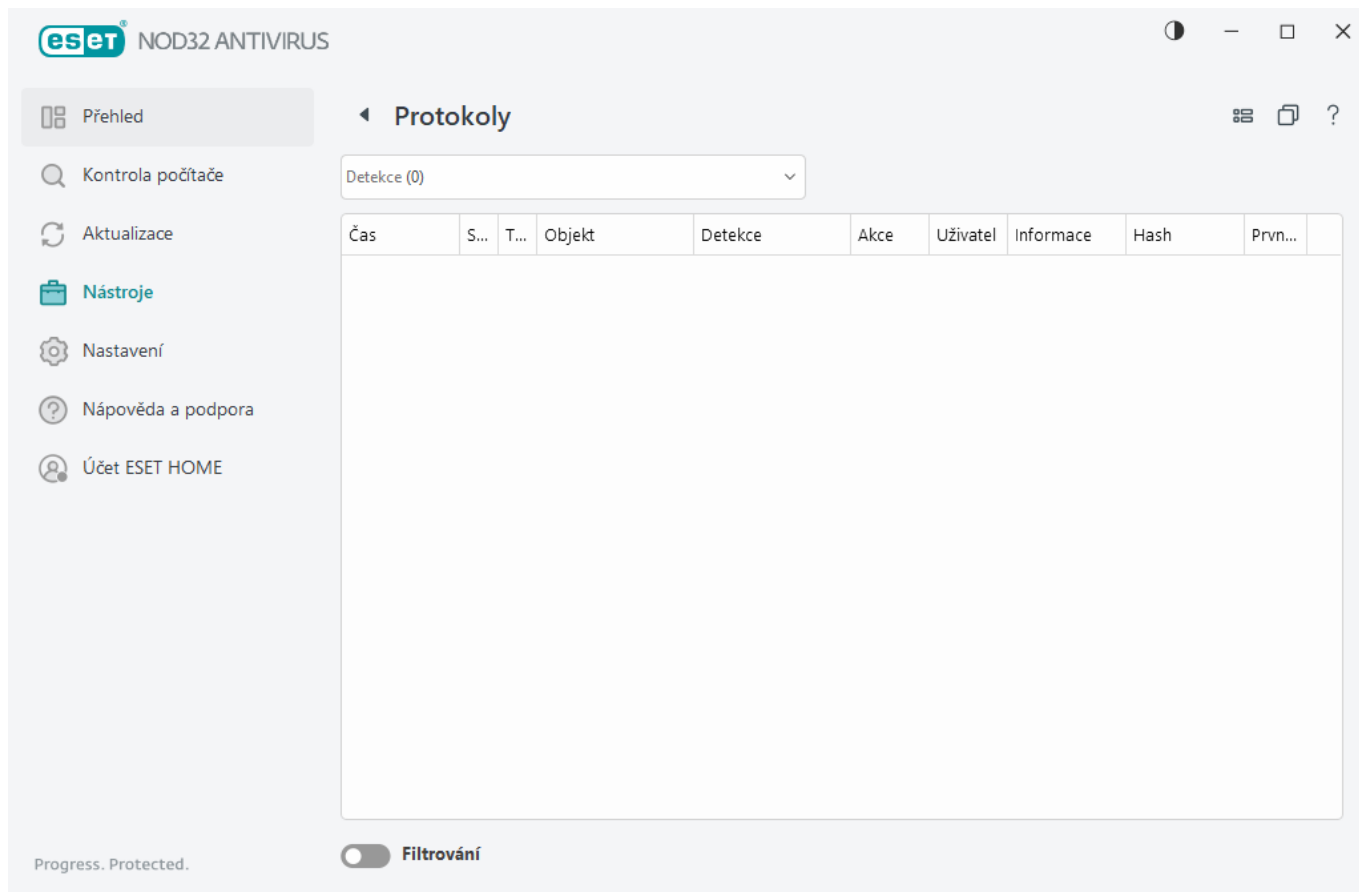 eset® NOD32 ANTIVIRUS
Přehled
Kontrola počítače
Aktualizace
Nástroje
Nastavení
Nápověda a podpora
Účet ESET HOME
Progress. Protected.
Protokoly
?
Detekce (0)
Čas S... T... Objekt Detekce Akce Uživatel Informace Hash Prvn...
Filtrování